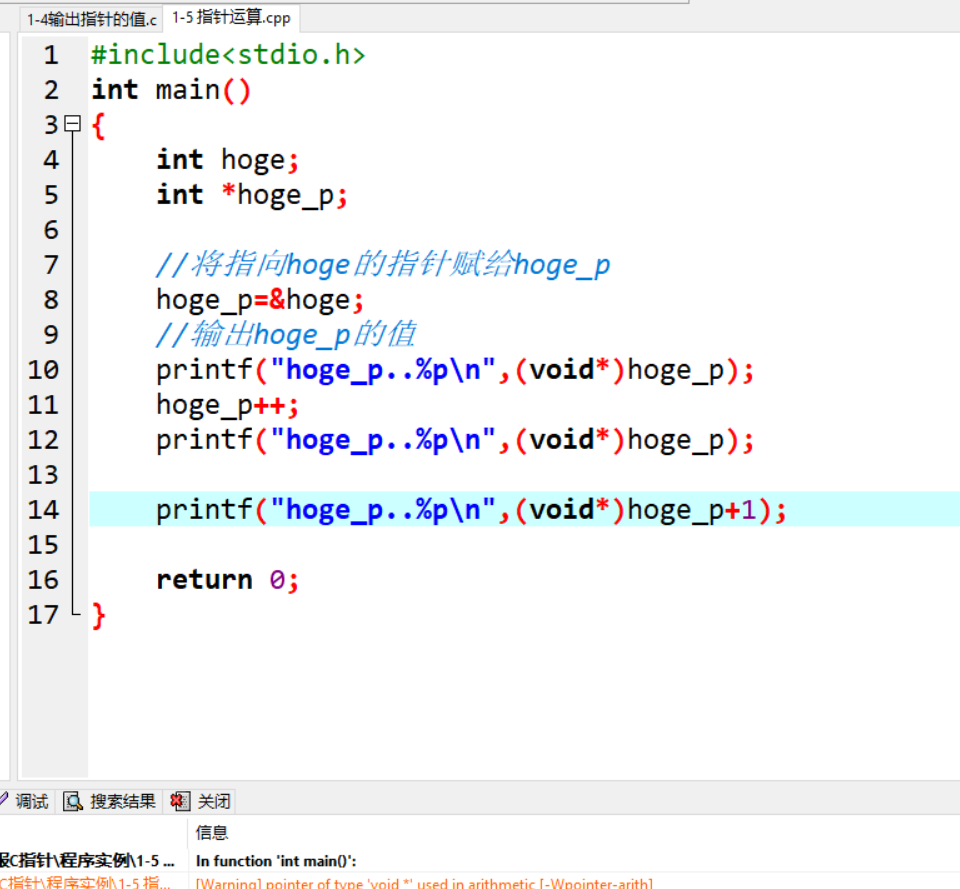 1-4输出指针的值.c 1-5 指针运算.cpp
1 #include<stdio.h>
2 int main()
3 {
4 int hoge;
5 int *hoge_p;
6
7 //将指向hoge的指针赋给hoge_p
8 hoge_p=&hoge;
9 //输出hoge_p的值
10 printf("hoge_p..%p\n",(void*)hoge_p);
11 hoge_p++;
12 printf("hoge_p..%p\n",(void*)hoge_p);
13
14 printf("hoge_p..%p\n",(void*)hoge_p+1);
15
16 return 0;
17 }
调试 搜索结果 关闭
信息
C指针\程序实例\1-5 ... In function 'int main()':
C指针\程序实例\1-5 指... [Warning] pointer of type 'void *' used in arithmetic [-Wpointer-arith]